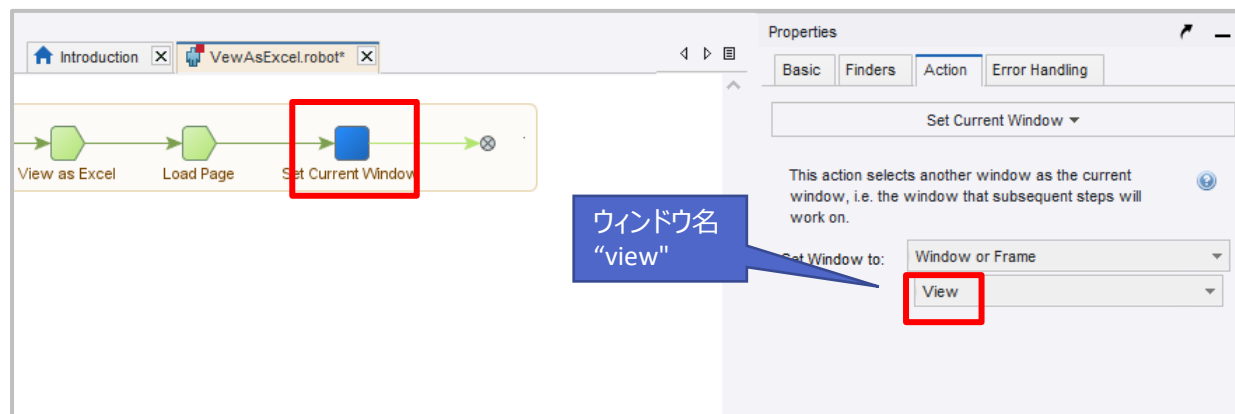 Introduction
VewAsExcel.robot*
View as Excel
Load Page
Set Current Window
ウィンドウ名
“view"
Properties
Basic
Finders
Action
Error Handling
Set Current Window
This action selects another window as the current
window, i.e. the window that subsequent steps will
work on.
Set Window to:
Window or Frame
View